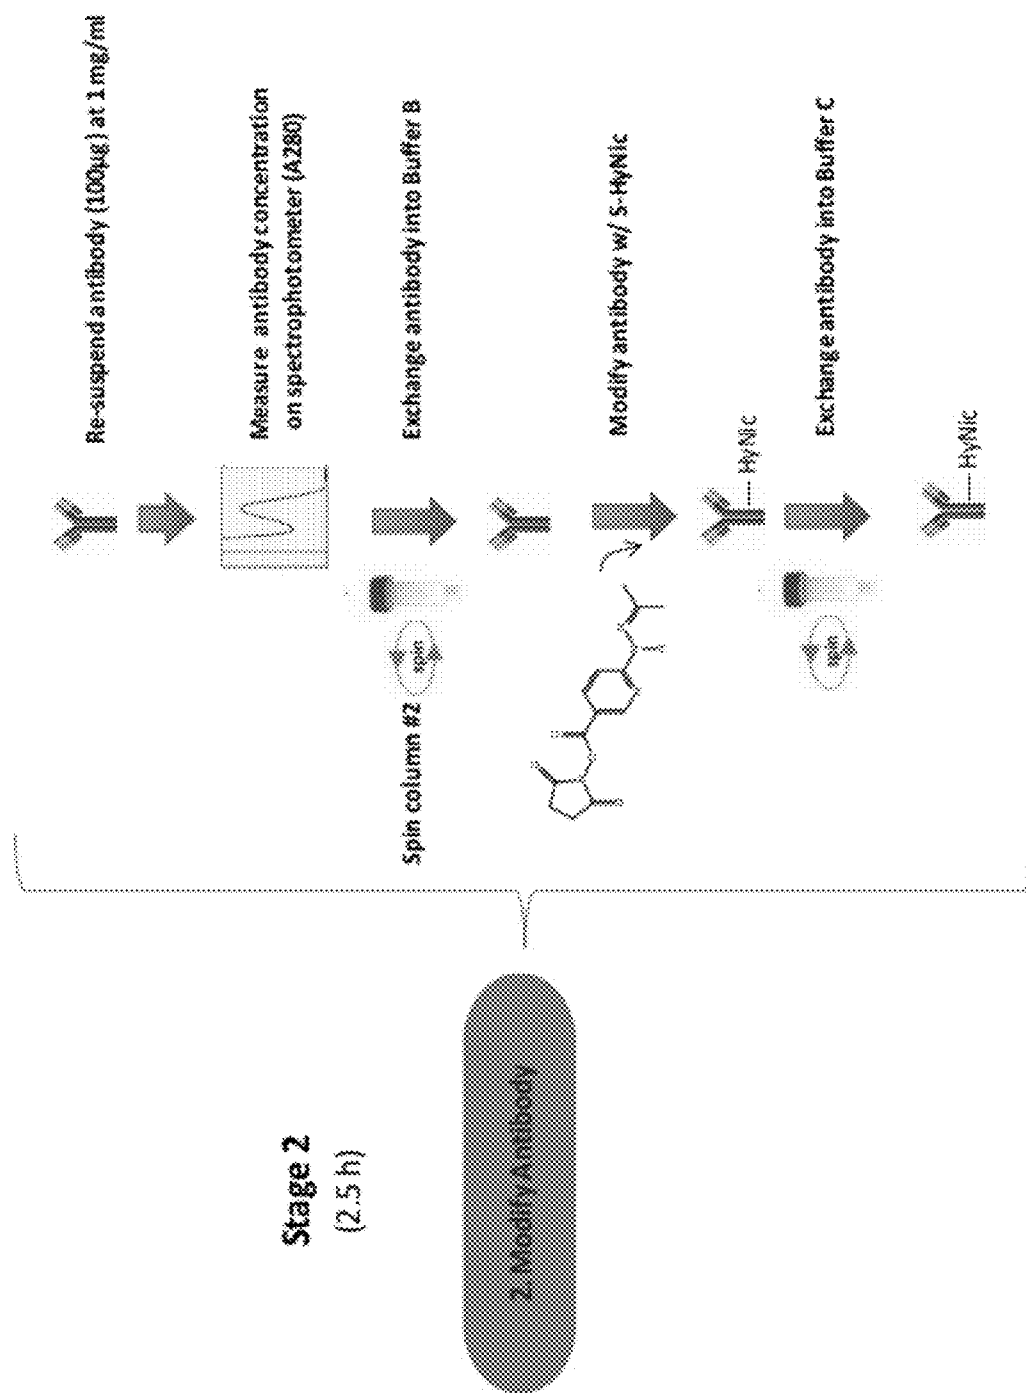 Stage 2
(2.5 h)
2. Modify Antibody
Re-suspend antibody (100µg) at 1 mg/ml
Measure antibody concentration
on spectrophotometer (A280)
Spin column #2
spin
Exchange antibody into Buffer B
Modify antibody w/ S-HyNic
HyNic
spin
Exchange antibody into Buffer C
HyNic